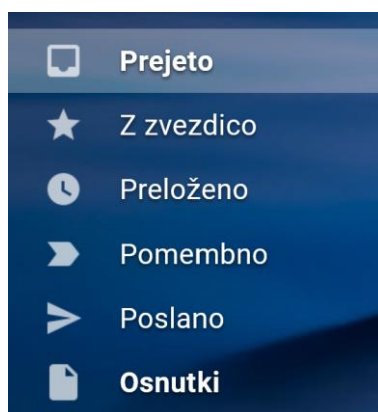 Prejeto
Z zvezdico
Preloženo
Pomembno
Poslano
Osnutki